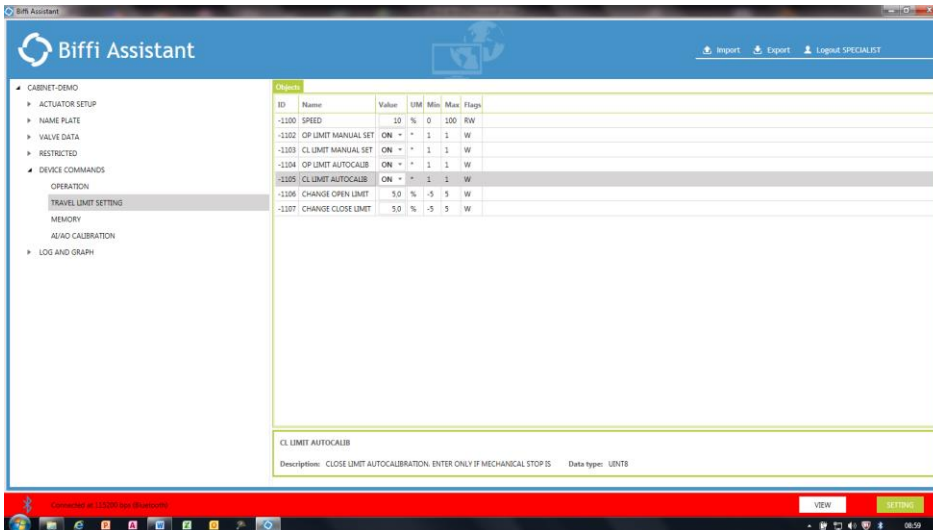 Biffi Assistant
Biffi Assistant
Import Export Logout SPECIALIST
CABINET-DEMO
ACTUATOR SETUP
NAME PLATE
VALVE DATA
RESTRICTED
DEVICE COMMANDS
OPERATION
TRAVEL LIMIT SETTING
MEMORY
AI/AO CALIBRATION
LOG AND GRAPH
Objects
ID Name Value UM Min Max Flags
-1100 SPEED 10 % 0 100 RW
-1102 OP LIMIT MANUAL SET ON * 1 1 W
-1103 CL LIMIT MANUAL SET ON * 1 1 W
-1104 OP LIMIT AUTOCALIB ON * 1 1 W
-1105 CL LIMIT AUTOCALIB ON * 1 1 W
-1106 CHANGE OPEN LIMIT 5,0 % -5 5 W
-1107 CHANGE CLOSE LIMIT 5,0 % -5 5 W
CL LIMIT AUTOCALIB
Description: CLOSE LIMIT AUTOCALIBRATION. ENTER ONLY IF MECHANICAL STOP IS Data type: UINT8
Connected at 115200 bps (Bluetooth)
VIEW SETTING
08:59